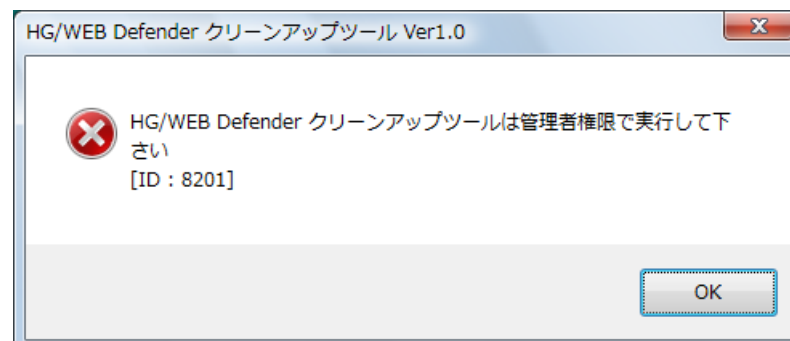 HG/WEB Defender クリーンアップツール Ver1.0
HG/WEB Defender クリーンアップツールは管理者権限で実行して下
さい
[ID : 8201]
OK